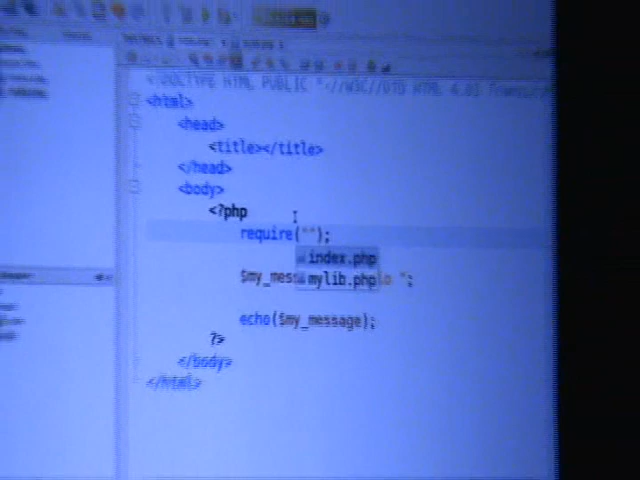 <!DOCTYPE HTML PUBLIC "-//W3C//DTD HTML 4.01
<html>
<head>
<title></title>
</head>
<body>
<?php
require("");
index.php
$my_mess
mylib.php
";
echo($my_message);
?>
</body>
</html>